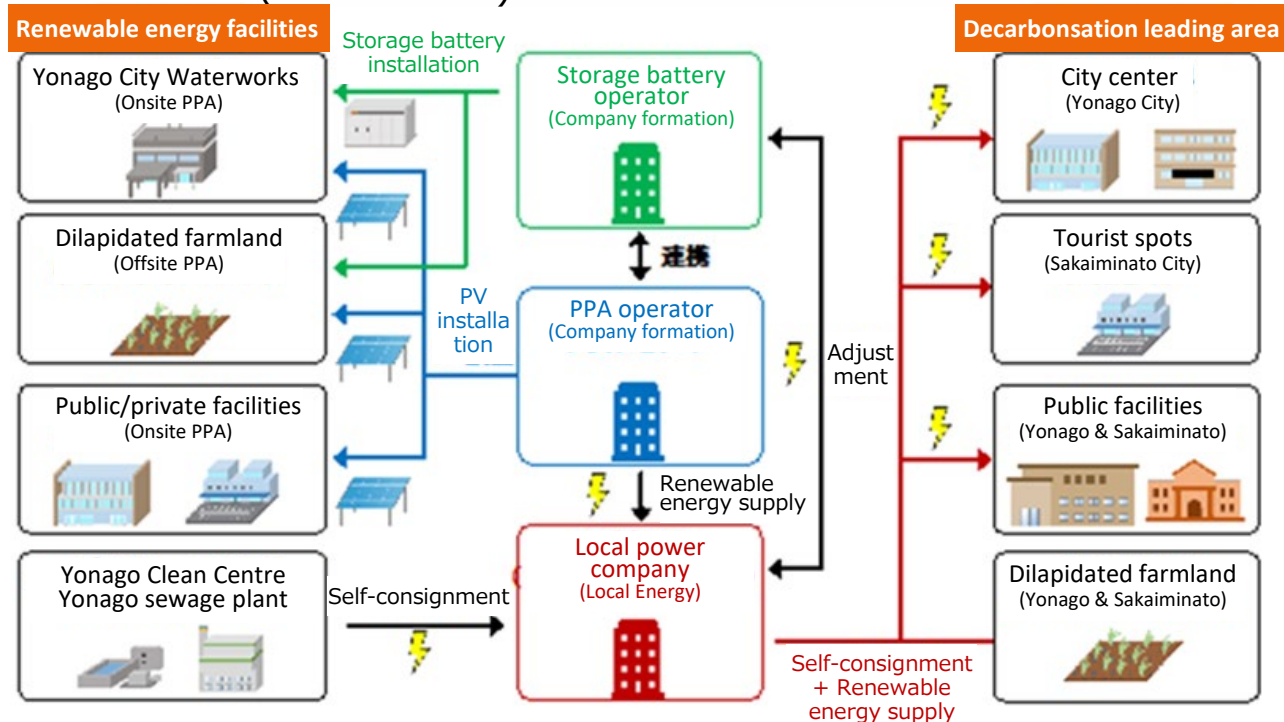 Renewable energy facilities
Yonago City Waterworks
(Onsite PPA)
Dilapidated farmland
(Offsite PPA)
Public/private facilities
(Onsite PPA)
Yonago Clean Centre
Yonago sewage plant
Storage battery
installation
PV
installa
tion
Self-consignment
Storage battery
operator
(Company formation)
連携
PPA operator
(Company formation)
Renewable
energy supply
Local power
company
(Local Energy)
Adjust
ment
Self-consignment
+ Renewable
energy supply
Decarbonsation leading area
City center
(Yonago City)
Tourist spots
(Sakaiminato City)
Public facilities
(Yonago & Sakaiminato)
Dilapidated farmland
(Yonago & Sakaiminato)